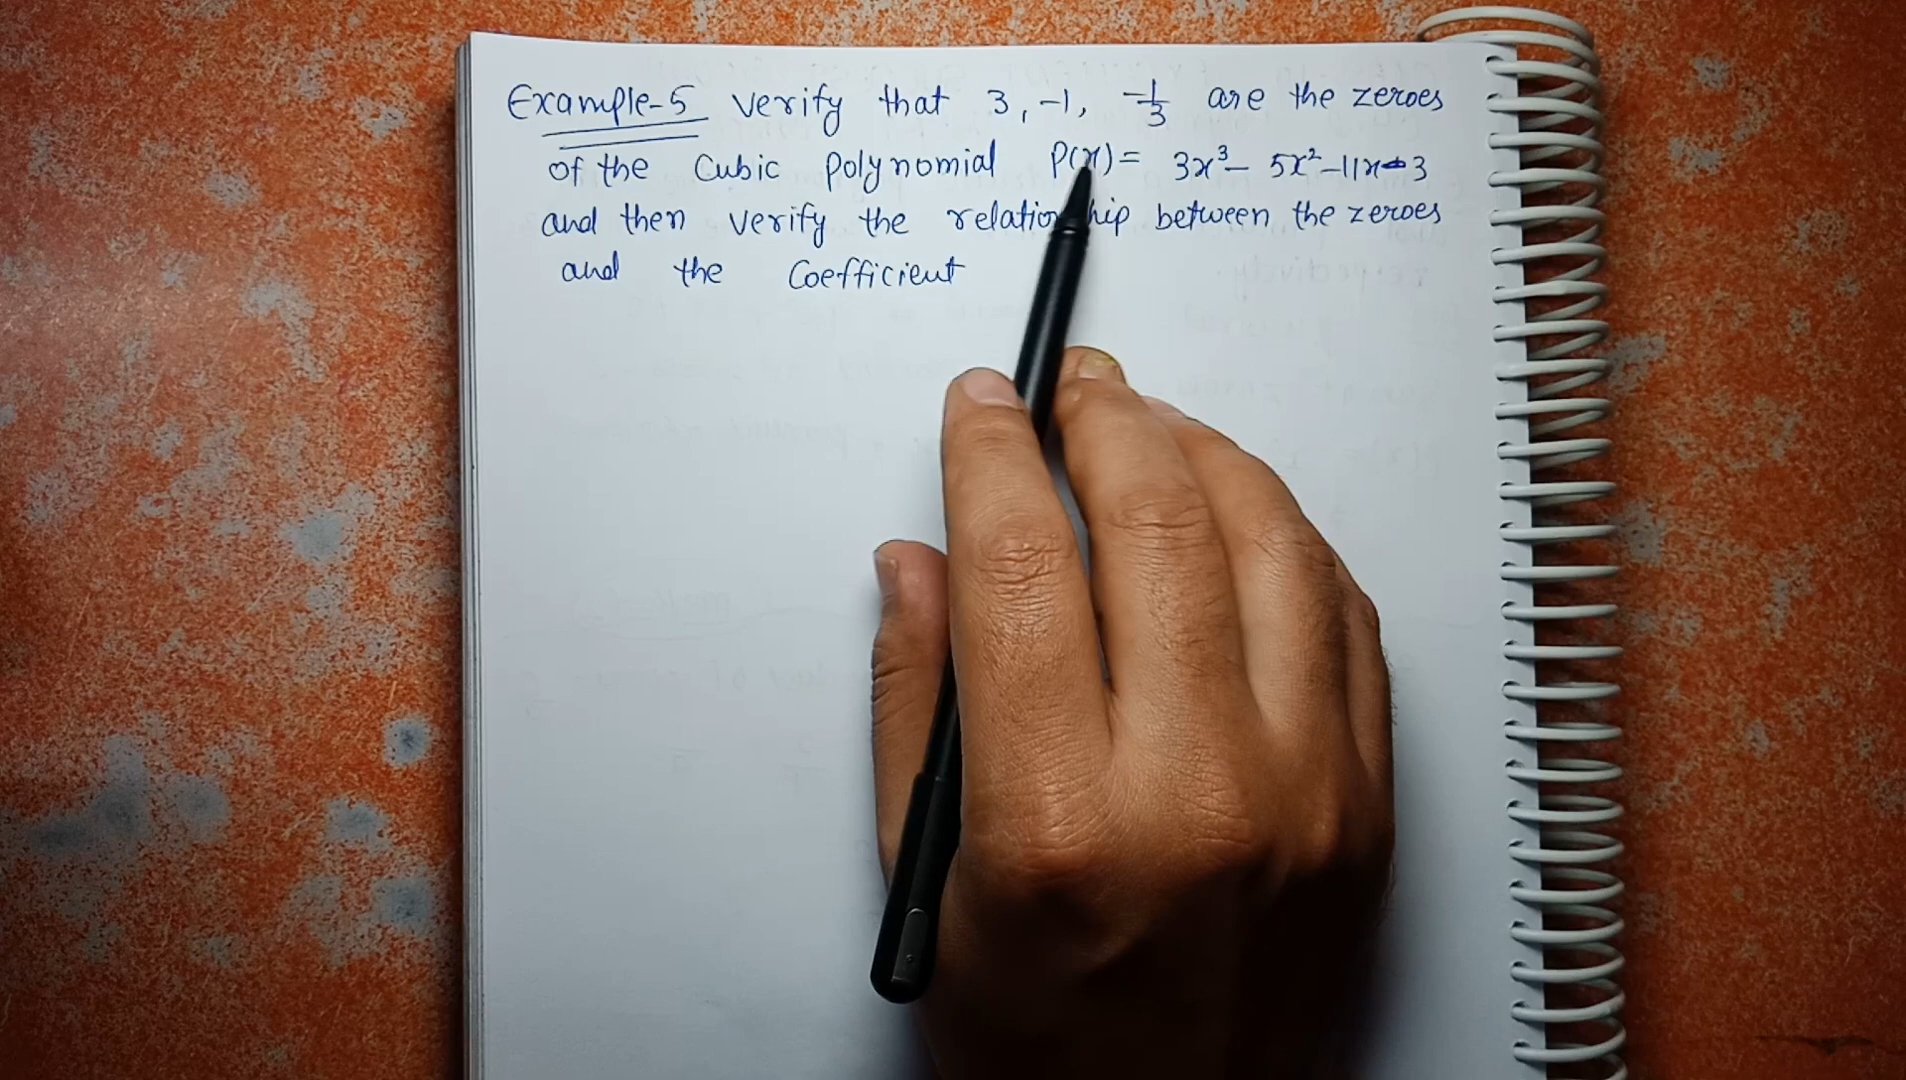 Example-5 verify that 3, -1, -1/3 are the zeroes
of the Cubic Polynomial P(x)= 3x³- 5x²-11x-3
and then verify the relationship between the zeroes
and the Coefficient